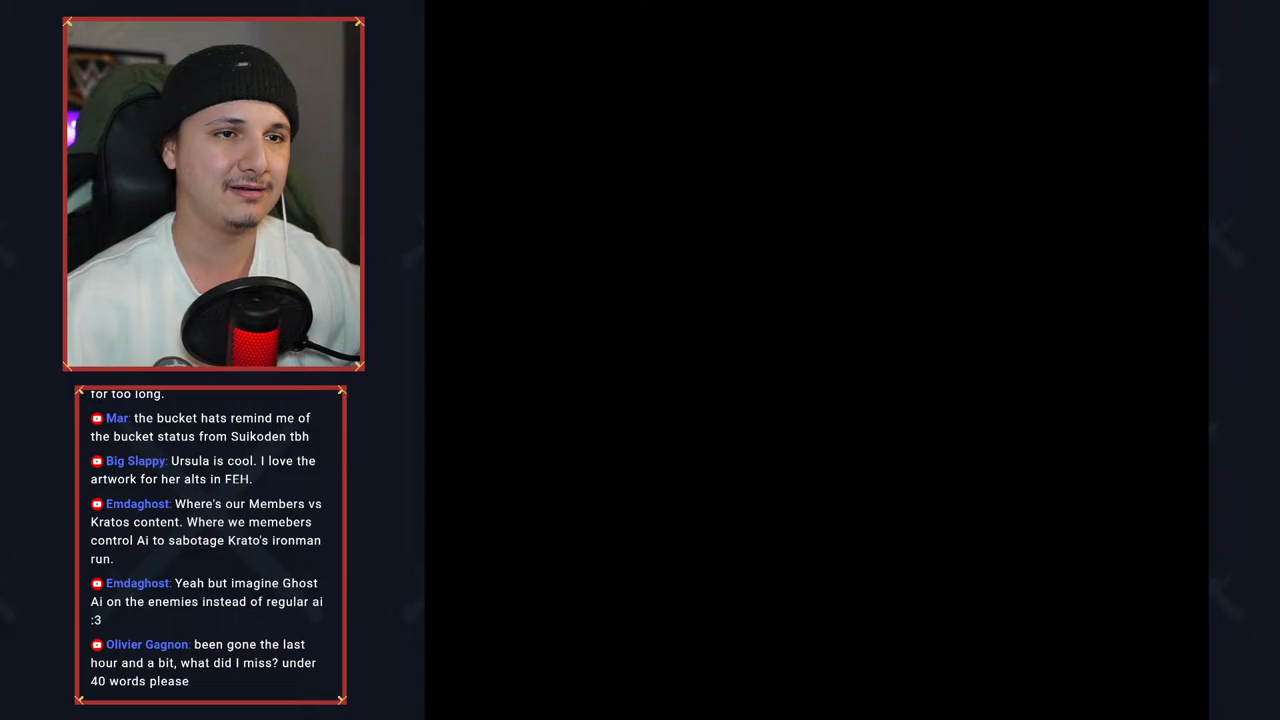 for too long.
Mar: the bucket hats remind me of
the bucket status from Suikoden tbh
Big Slappy: Ursula is cool. I love the
artwork for her alts in FEH.
Emdaghost: Where's our Members vs
Kratos content. Where we memebers
control Ai to sabotage Krato's ironman
run.
Emdaghost: Yeah but imagine Ghost
Ai on the enemies instead of regular ai
:3
Olivier Gagnon: been gone the last
hour and a bit, what did I miss? under
40 words please